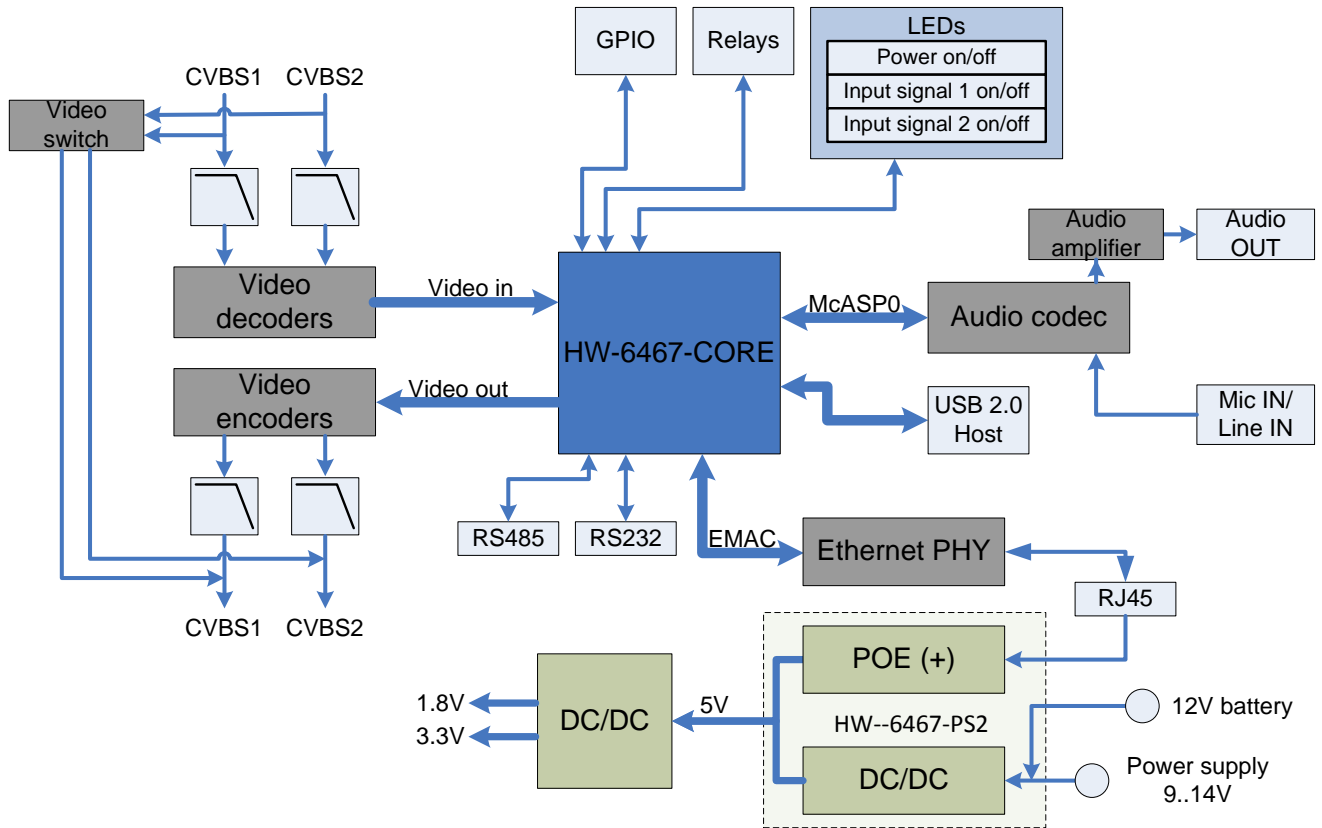 GPIO
Relays
LEDs
Power on/off
Input signal 1 on/off
Input signal 2 on/off
CVBS1
CVBS2
Video
switch
Video
decoders
Video in
Video
encoders
Video out
HW-6467-CORE
McASP0
Audio codec
Audio
amplifier
Audio
OUT
Mic IN/
Line IN
USB 2.0
Host
RS485
RS232
EMAC
Ethernet PHY
RJ45
CVBS1
CVBS2
POE (+)
HW--6467-PS2
DC/DC
5V
DC/DC
1.8V
3.3V
12V battery
Power supply
9..14V